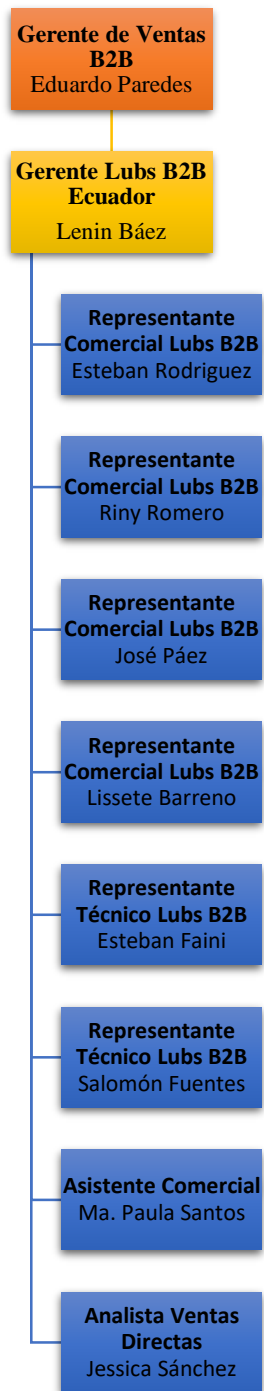 Gerente de Ventas
B2B
Eduardo Paredes
Gerente Lubs B2B
Ecuador
Lenin Báez
Representante
Comercial Lubs B2B
Esteban Rodriguez
Representante
Comercial Lubs B2B
Riny Romero
Representante
Comercial Lubs B2B
José Páez
Representante
Comercial Lubs B2B
Lissete Barreno
Representante
Técnico Lubs B2B
Esteban Faini
Representante
Técnico Lubs B2B
Salomón Fuentes
Asistente Comercial
Ma. Paula Santos
Analista Ventas
Directas
Jessica Sánchez